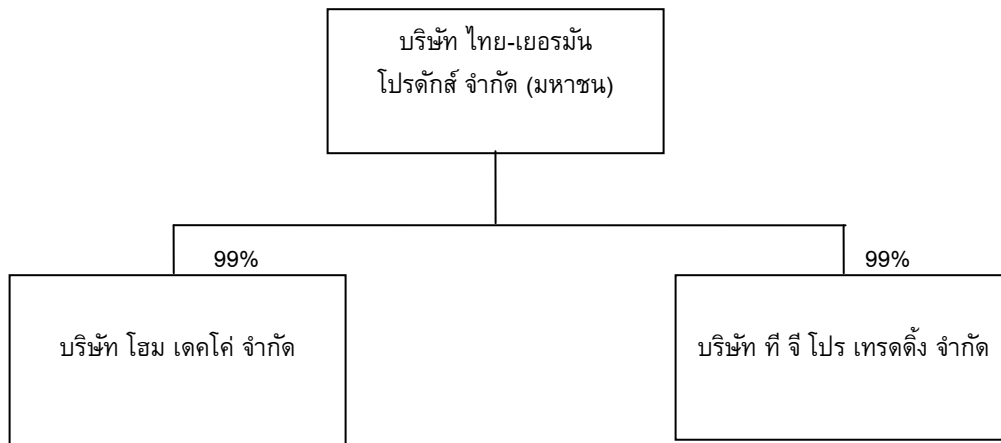 บริษัท ไทย-เยอรมัน
โปรดักส์ จำกัด (มหาชน)
99%
99%
บริษัท โฮม เดคโค่ จำกัด
บริษัท ที จี โปร เทรดดิ้ง จำกัด